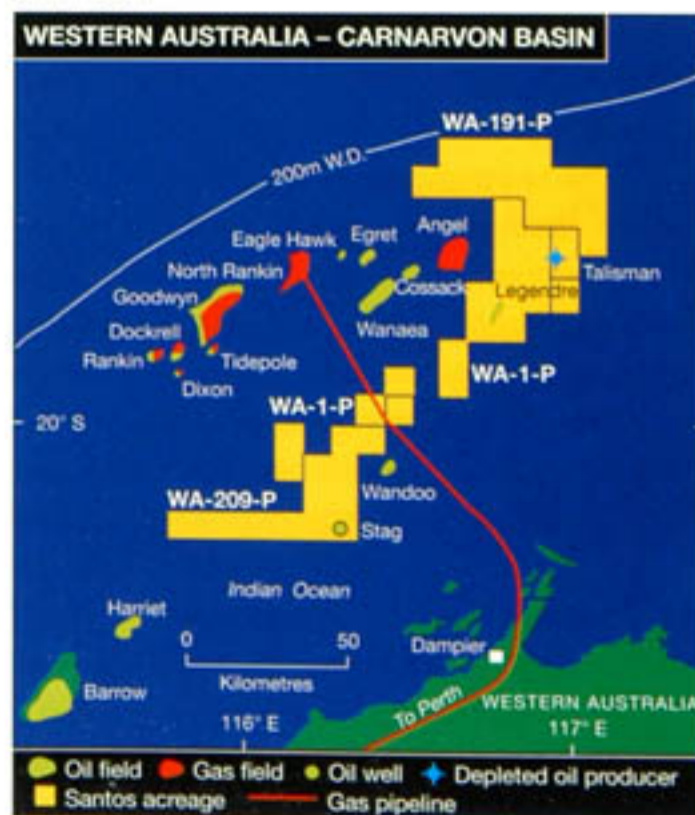 WESTERN AUSTRALIA – CARNARVON BASIN
WA-191-P
200m W.D.
Eagle Hawk
Egret
Angel
North Rankin
Cossack
Talisman
Goodwyn
Legendre
Wanaea
Dockrell
Rankin
Tidepole
Dixon
WA-1-P
WA-1-P
20° S
Wandoo
WA-209-P
Stag
Indian Ocean
Harriet
0 50
Kilometres
Dampier
Barrow
To Perth
WESTERN AUSTRALIA
116° E
117° E
Oil field Gas field Oil well Depleted oil producer
Santos acreage Gas pipeline